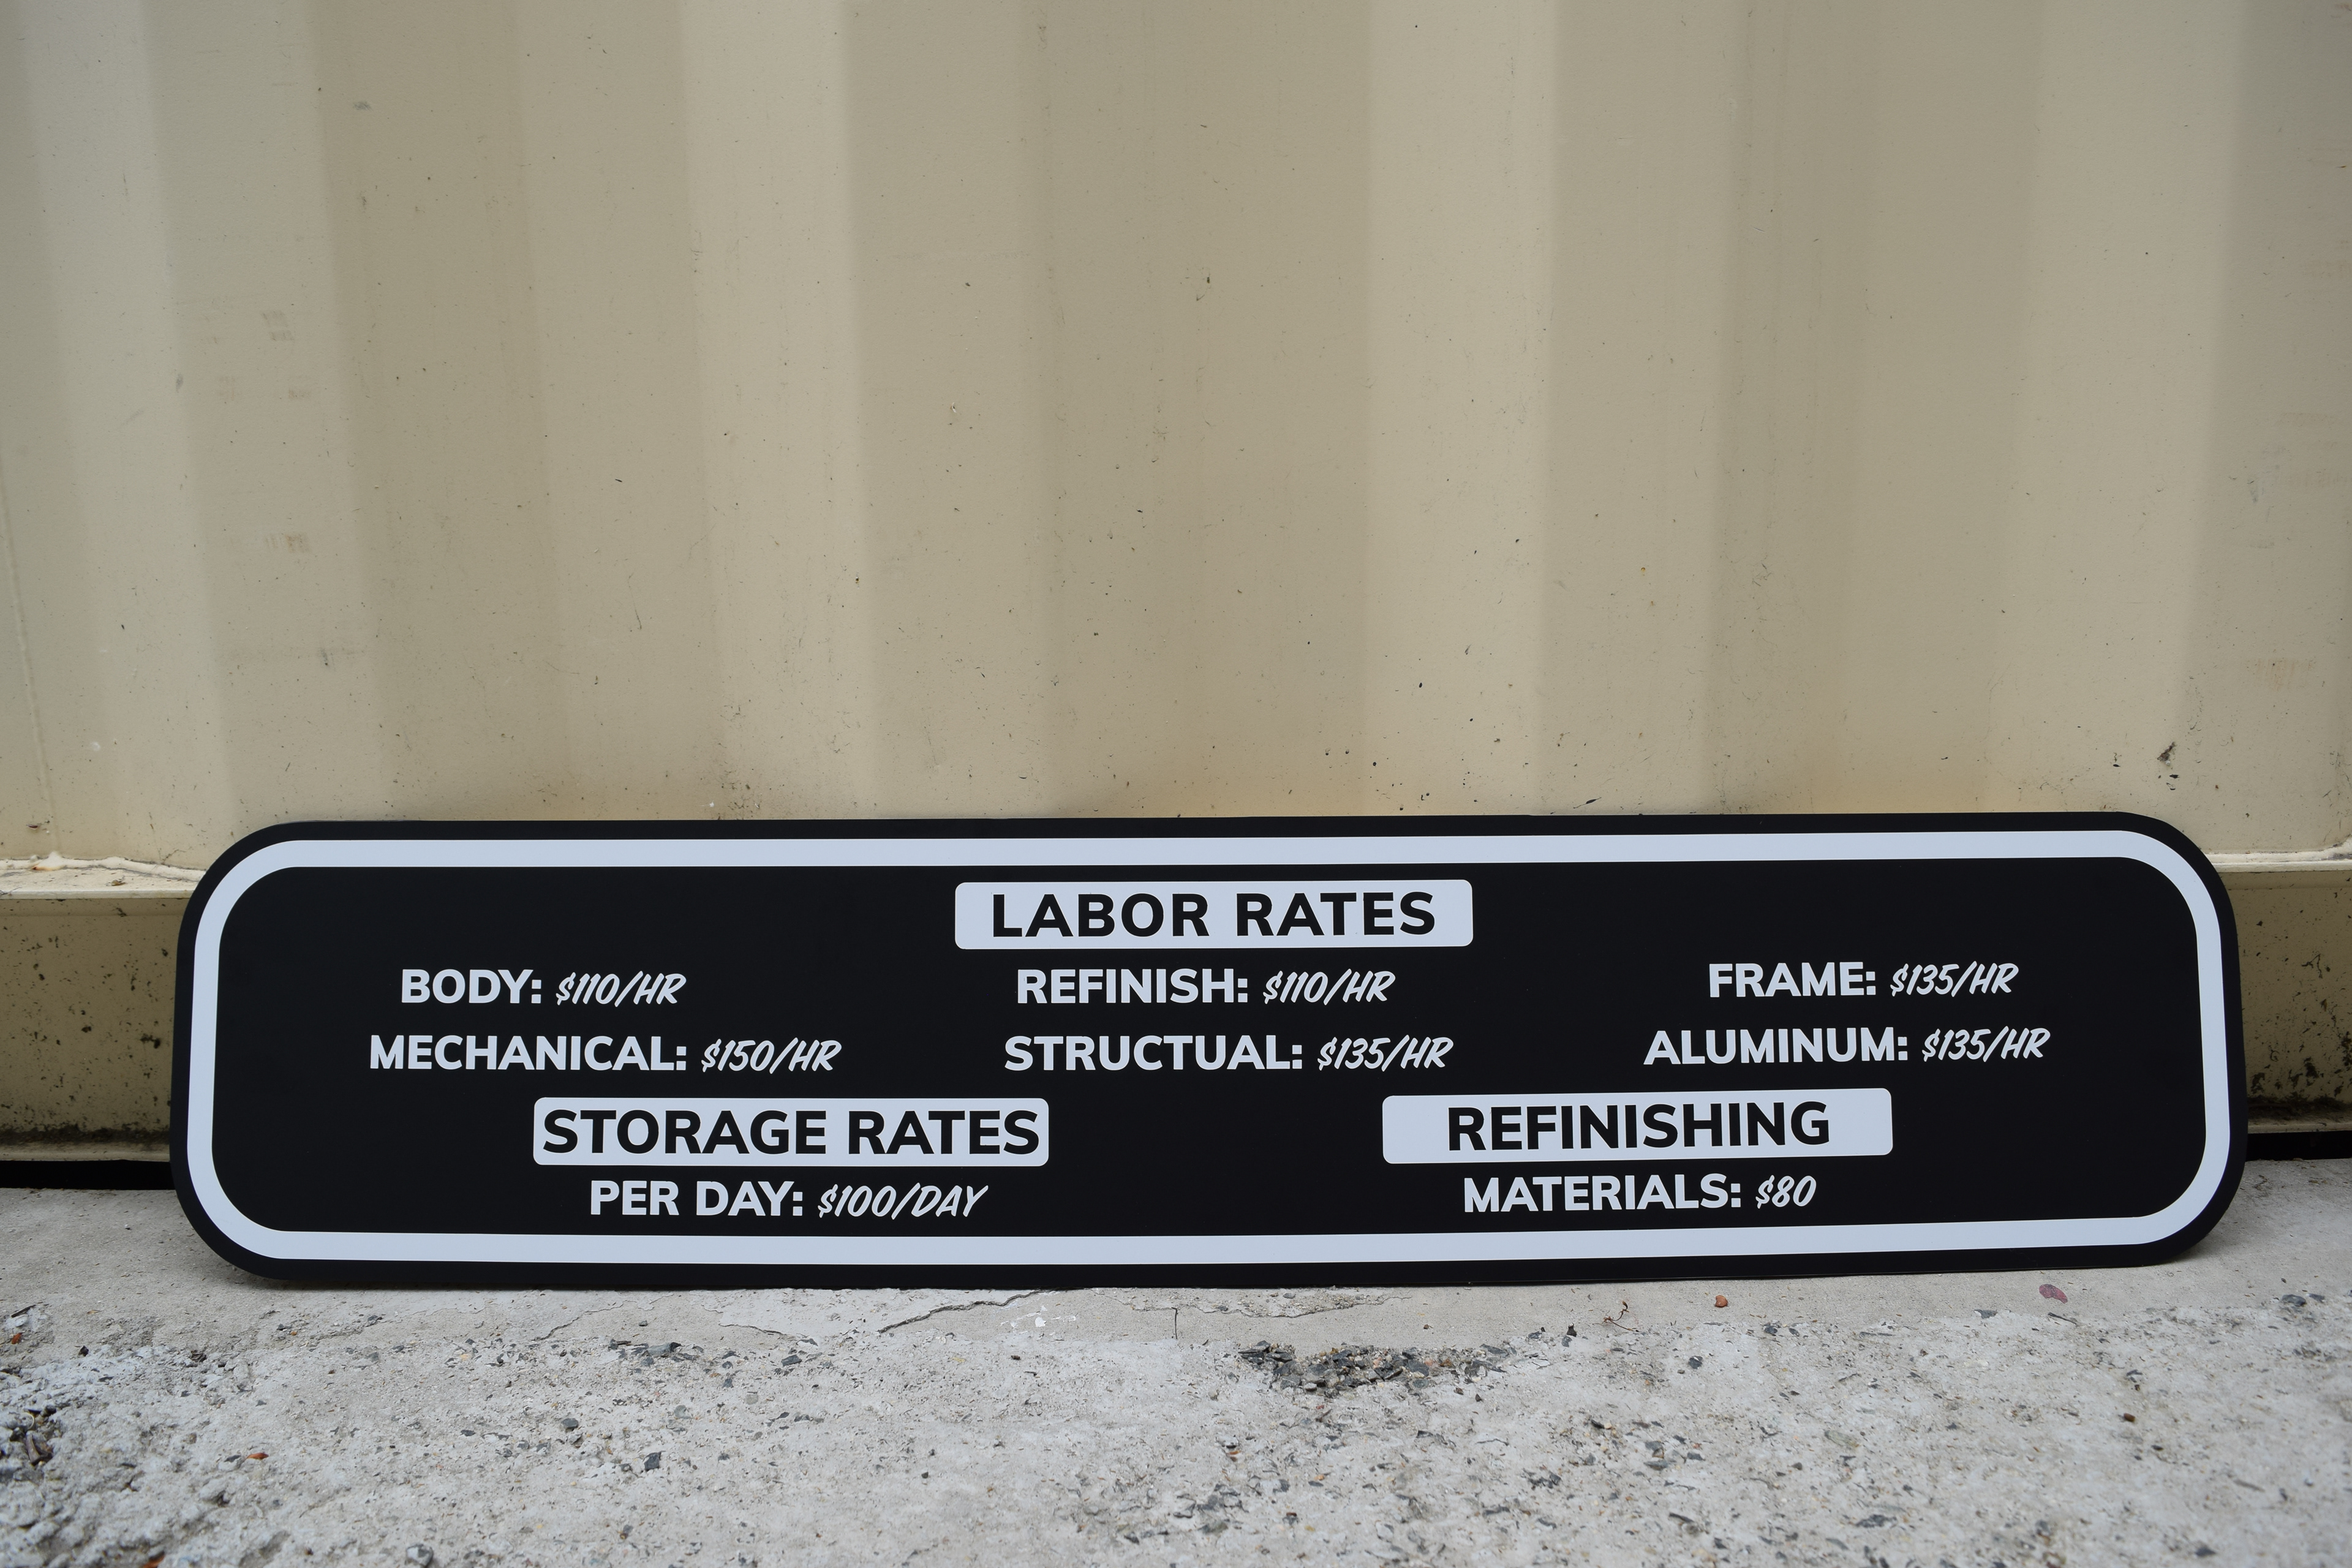 LABOR RATES
BODY: $110/HR REFINISH: $110/HR FRAME: $135/HR
MECHANICAL: $150/HR STRUCTUAL: $135/HR ALUMINUM: $135/HR
STORAGE RATES REFINISHING
PER DAY: $100/DAY MATERIALS: $80